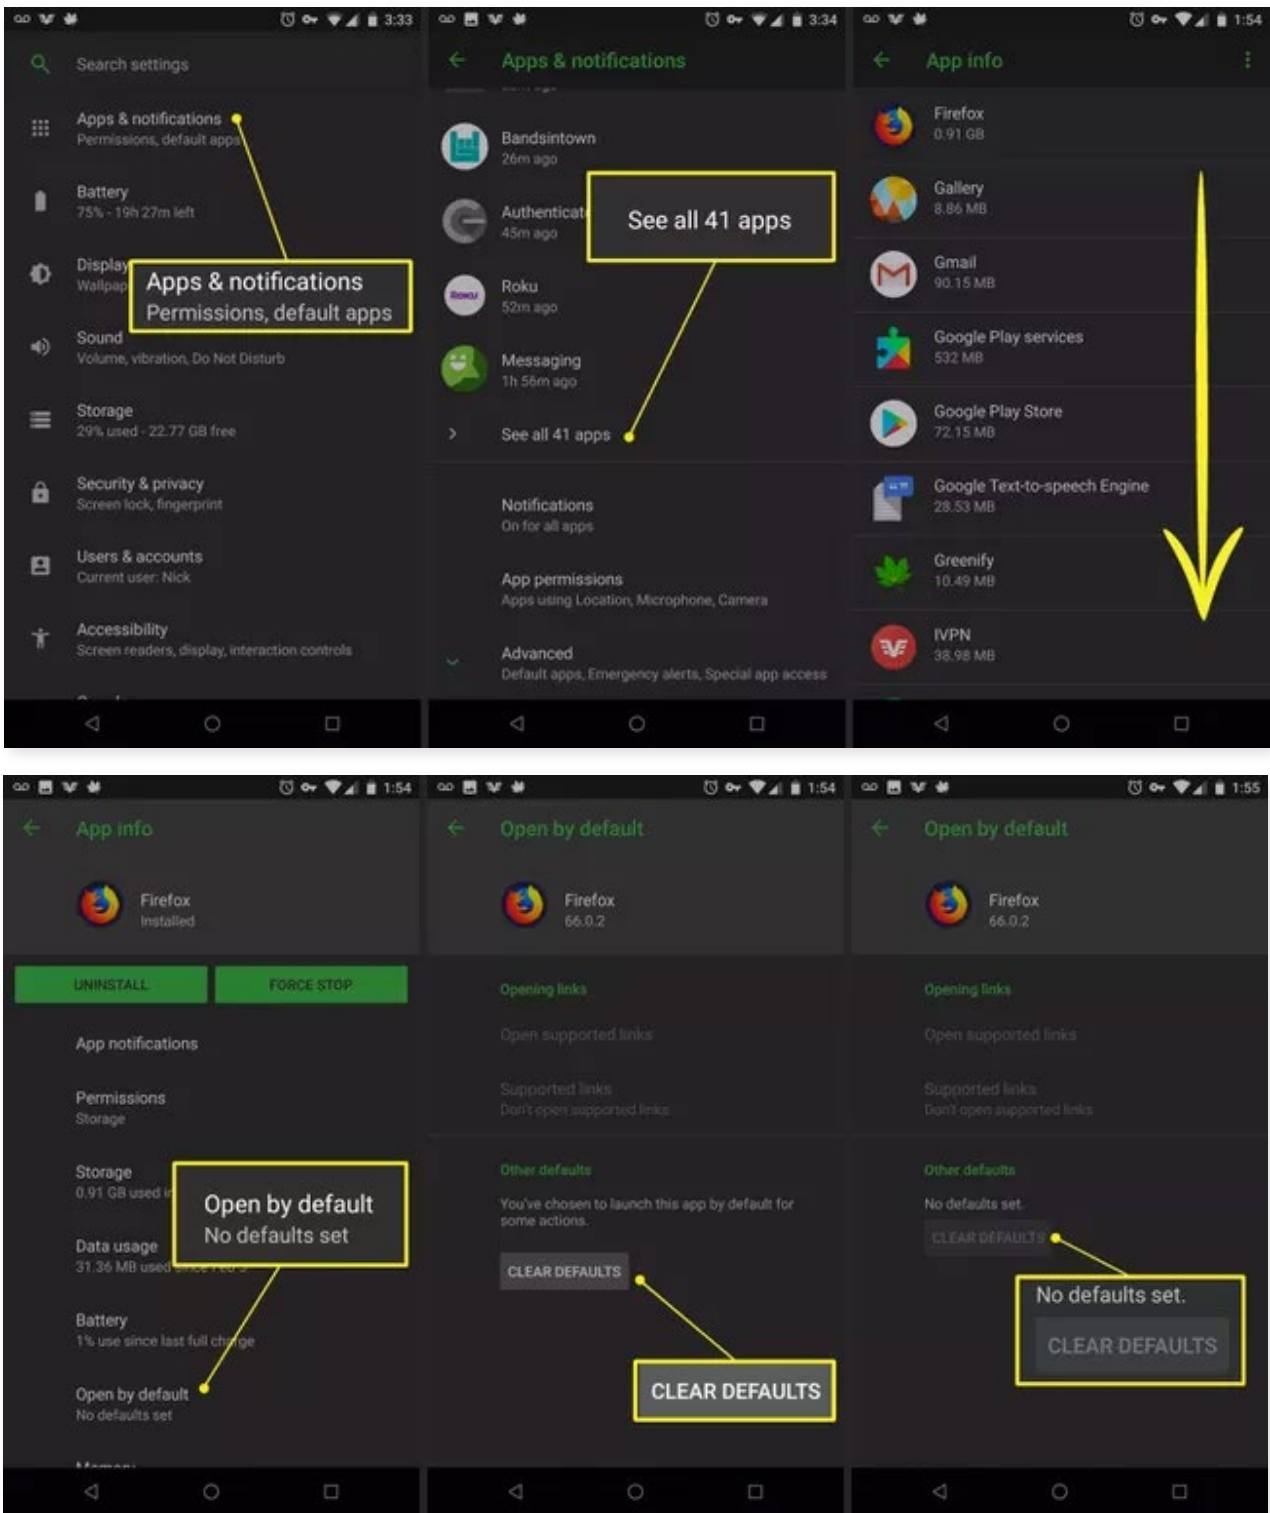 3:33
Search settings
Apps & notifications
Permissions, default apps
Battery
75% - 19h 27m left
Display
Wallpap
Apps & notifications
Permissions, default apps
Sound
Volume, vibration, Do Not Disturb
Storage
29% used - 22.77 GB free
Security & privacy
Screen lock, fingerprint
Users & accounts
Current user: Nick
Accessibility
Screen readers, display, interaction controls
3:34
Apps & notifications
Bandsintown
26m ago
Authenticat
45m ago
See all 41 apps
Roku
Roku
52m ago
Messaging
1h 56m ago
See all 41 apps
Notifications
On for all apps
App permissions
Apps using Location, Microphone, Camera
Advanced
Default apps, Emergency alerts, Special app access
1:54
App info
Firefox
0.91 GB
Gallery
8.86 MB
Gmail
90.15 MB
Google Play services
532 MB
Google Play Store
72.15 MB
Google Text-to-speech Engine
28.53 MB
Greenify
10.49 MB
IVPN
38.98 MB
1:54
App info
Firefox
Installed
UNINSTALL
FORCE STOP
App notifications
Permissions
Storage
Storage
0.91 GB used in
Open by default
No defaults set
Data usage
31.36 MB used since Feb
Battery
1% use since last full charge
Open by default
No defaults set
Memory
1:54
Open by default
Firefox
66.0.2
Opening links
Open supported links
Supported links
Don't open supported links
Other defaults
You've chosen to launch this app by default for
some actions.
CLEAR DEFAULTS
CLEAR DEFAULTS
1:55
Open by default
Firefox
66.0.2
Opening links
Open supported links
Supported links
Don't open supported links
Other defaults
No defaults set.
CLEAR DEFAULTS
No defaults set.
CLEAR DEFAULTS